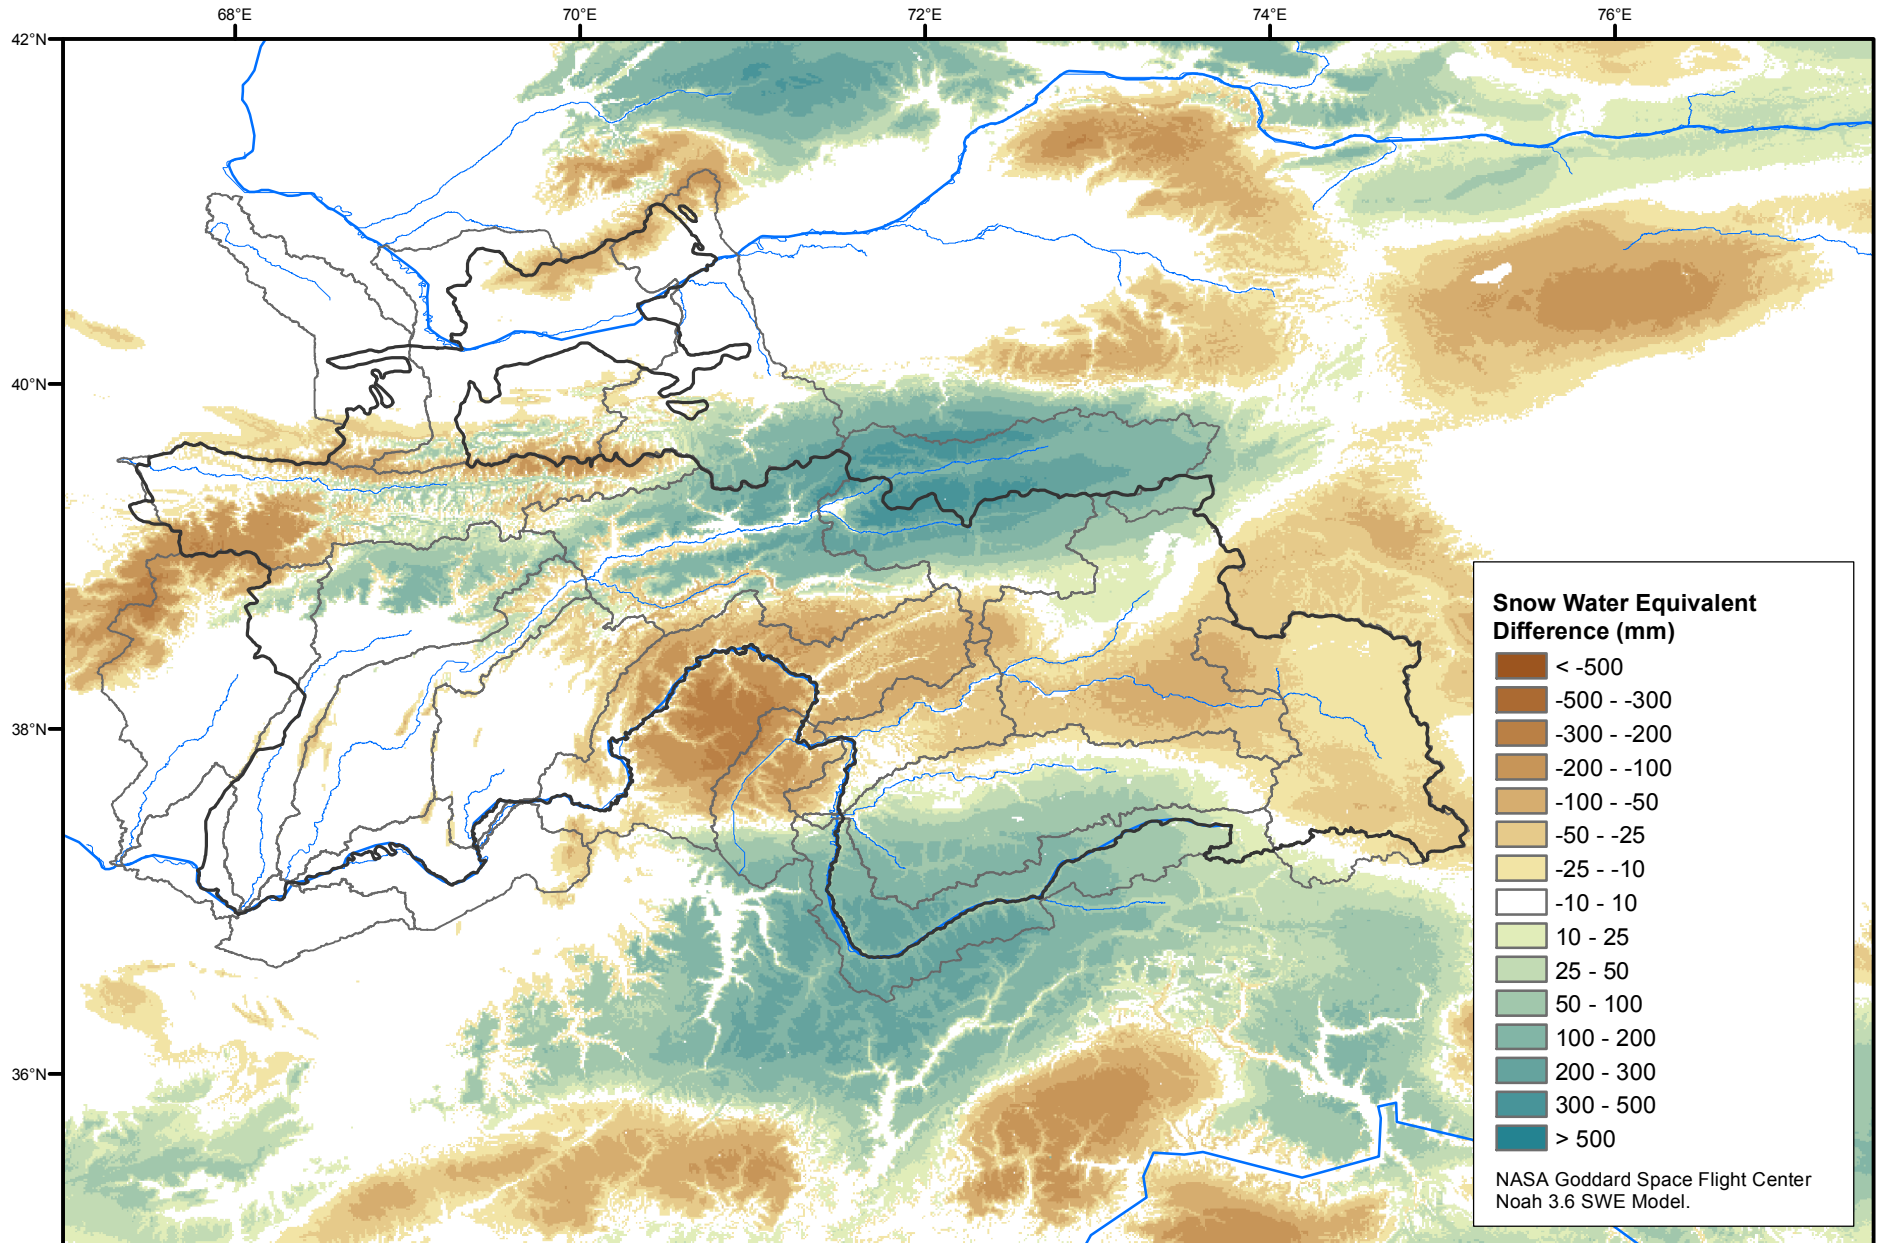 68°E
70°E
72°E
74°E
76°E
42°N
40°N
38°N
36°N
Snow Water Equivalent
Difference (mm)
< -500
-500 - -300
-300 - -200
-200 - -100
-100 - -50
-50 - -25
-25 - -10
-10 - 10
10 - 25
25 - 50
50 - 100
100 - 200
200 - 300
300 - 500
> 500
NASA Goddard Space Flight Center
Noah 3.6 SWE Model.